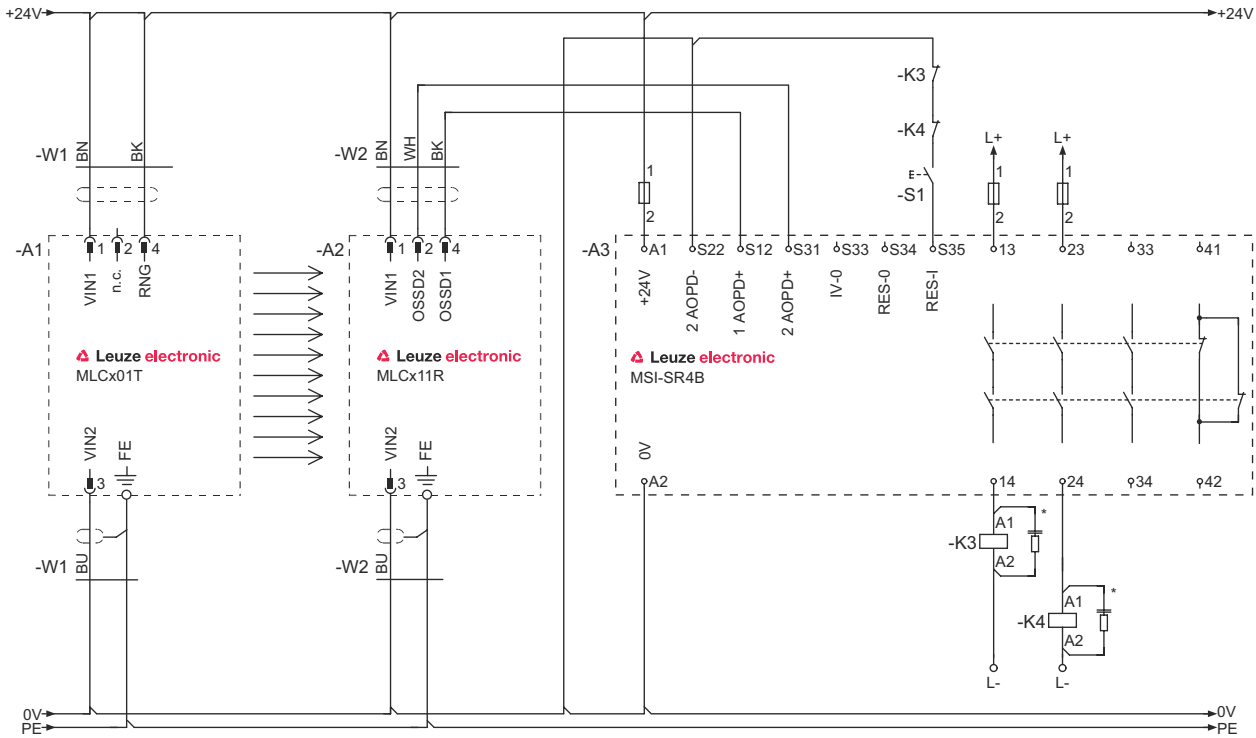 +24V +24V
-K3
-K4
L+ L+
-W1 BN BK -W2 BN WH BK
E
-S1
1 1 1
2 2 2
-A1 1 2 4 -A2 1 2 4 -A3 A1 S22 S12 S31 S33 S34 S35 13 23 33 41
VIN1 n.c. RNG VIN1 OSSD2 OSSD1 +24V 2 AOPD- 1 AOPD+ 2 AOPD+ IV-0 RES-0 RES-I
Leuze electronic Leuze electronic Leuze electronic
MLCx01T MLCx11R MSI-SR4B
VIN2 FE VIN2 FE 0V
3 3 A2 14 24 34 42
*
A1
-K3
A2
-W1 BU -W2 BU
*
A1
-K4
A2
L- L-
0V 0V
PE PE